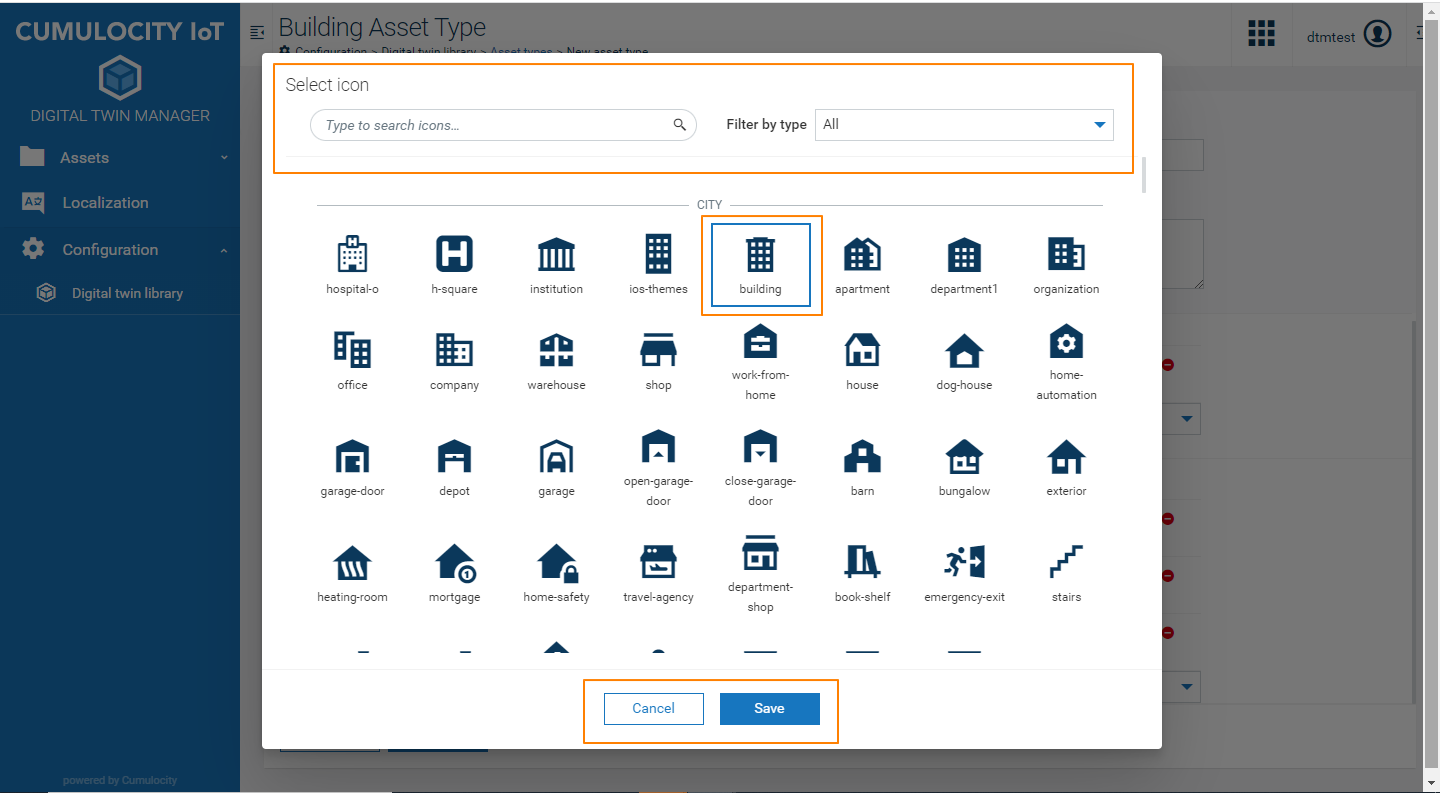 CUMULOCITY IoT
DIGITAL TWIN MANAGER
Assets
Localization
Configuration
Digital twin library
powered by Cumulocity
Building Asset Type
Configuration > Digital twin library > Asset types > New asset type
dtmtest
Select icon
Type to search icons...
Filter by type All
CITY
hospital-o h-square institution ios-themes building apartment department1 organization
office company warehouse shop work-from-home house dog-house home-automation
garage-door depot garage open-garage-door close-garage-door barn bungalow exterior
heating-room mortgage home-safety travel-agency department-shop book-shelf emergency-exit stairs
Cancel Save